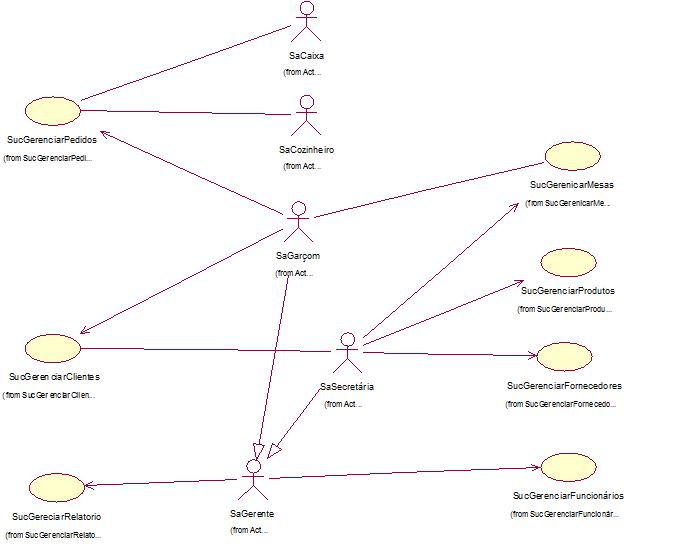 SaCaixa
(from Act...
SucGerenciarPedidos
(from SucGerenciarPedi...
SaCozinheiro
(from Act...
SucGerenicarMesas
(from SucGerenicarMe...
SaGarçom
(from Act...
SucGerenciarProdutos
(from SucGerenciarProdu...
SucGerenciarClientes
(from SucGerenciarClien...
SaSecretária
(from Act...
SucGerenciarFornecedores
(from SucGerenciarFornecedo...
SucGereciarRelatorio
(from SucGerenciarRelato...
SaGerente
(from Act...
SucGerenciarFuncionários
(from SucGerenciarFuncionár...